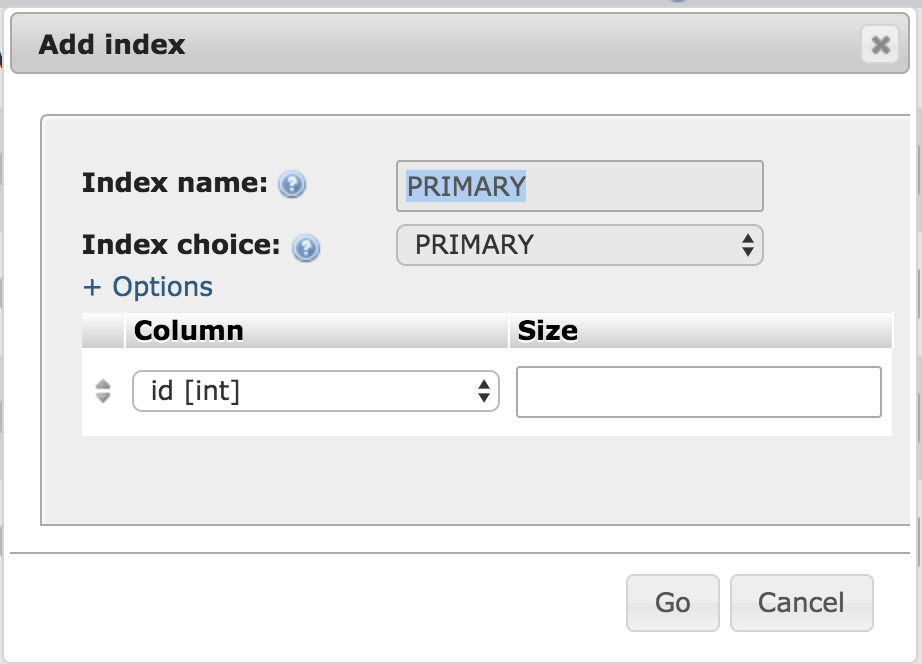 Add index
Index name:
PRIMARY
Index choice:
PRIMARY
+ Options
Column
Size
id [int]
Go
Cancel